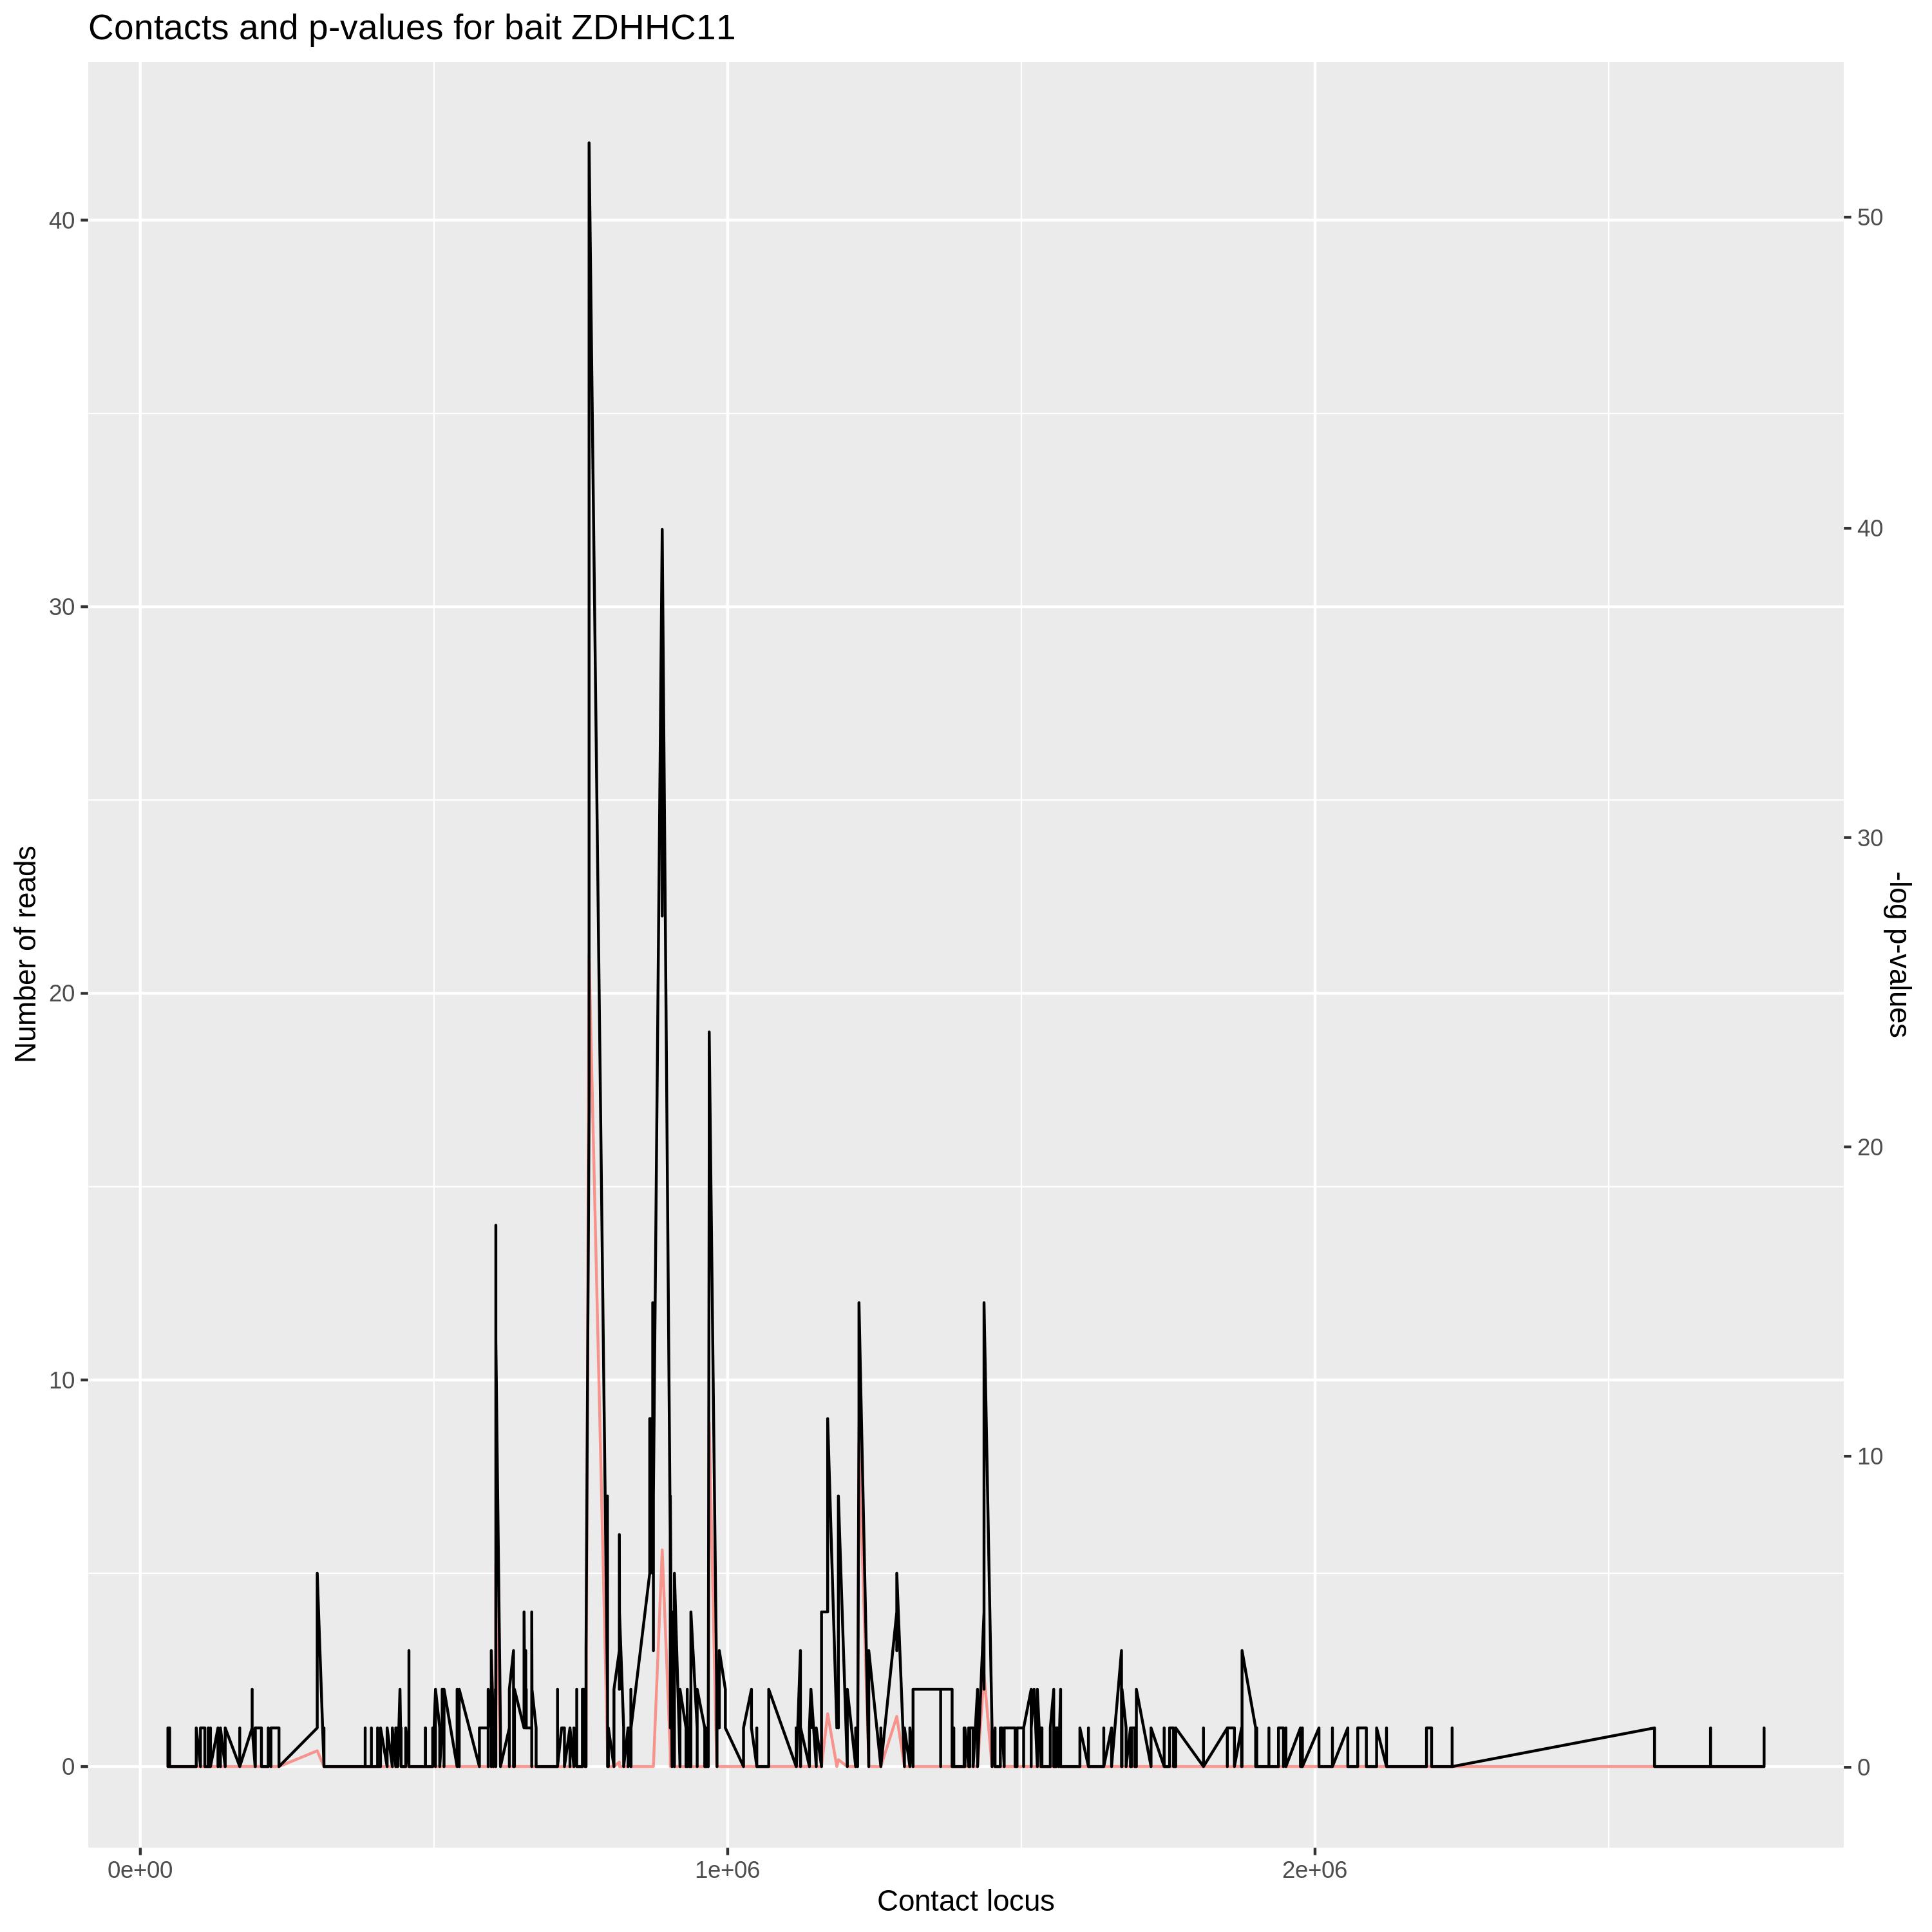 Contacts and p-values for bait ZDHHC11
Number of reads
40
30
20
10
0
50
40
30
20
10
0
-log p-values
0e+00
1e+06
2e+06
Contact locus